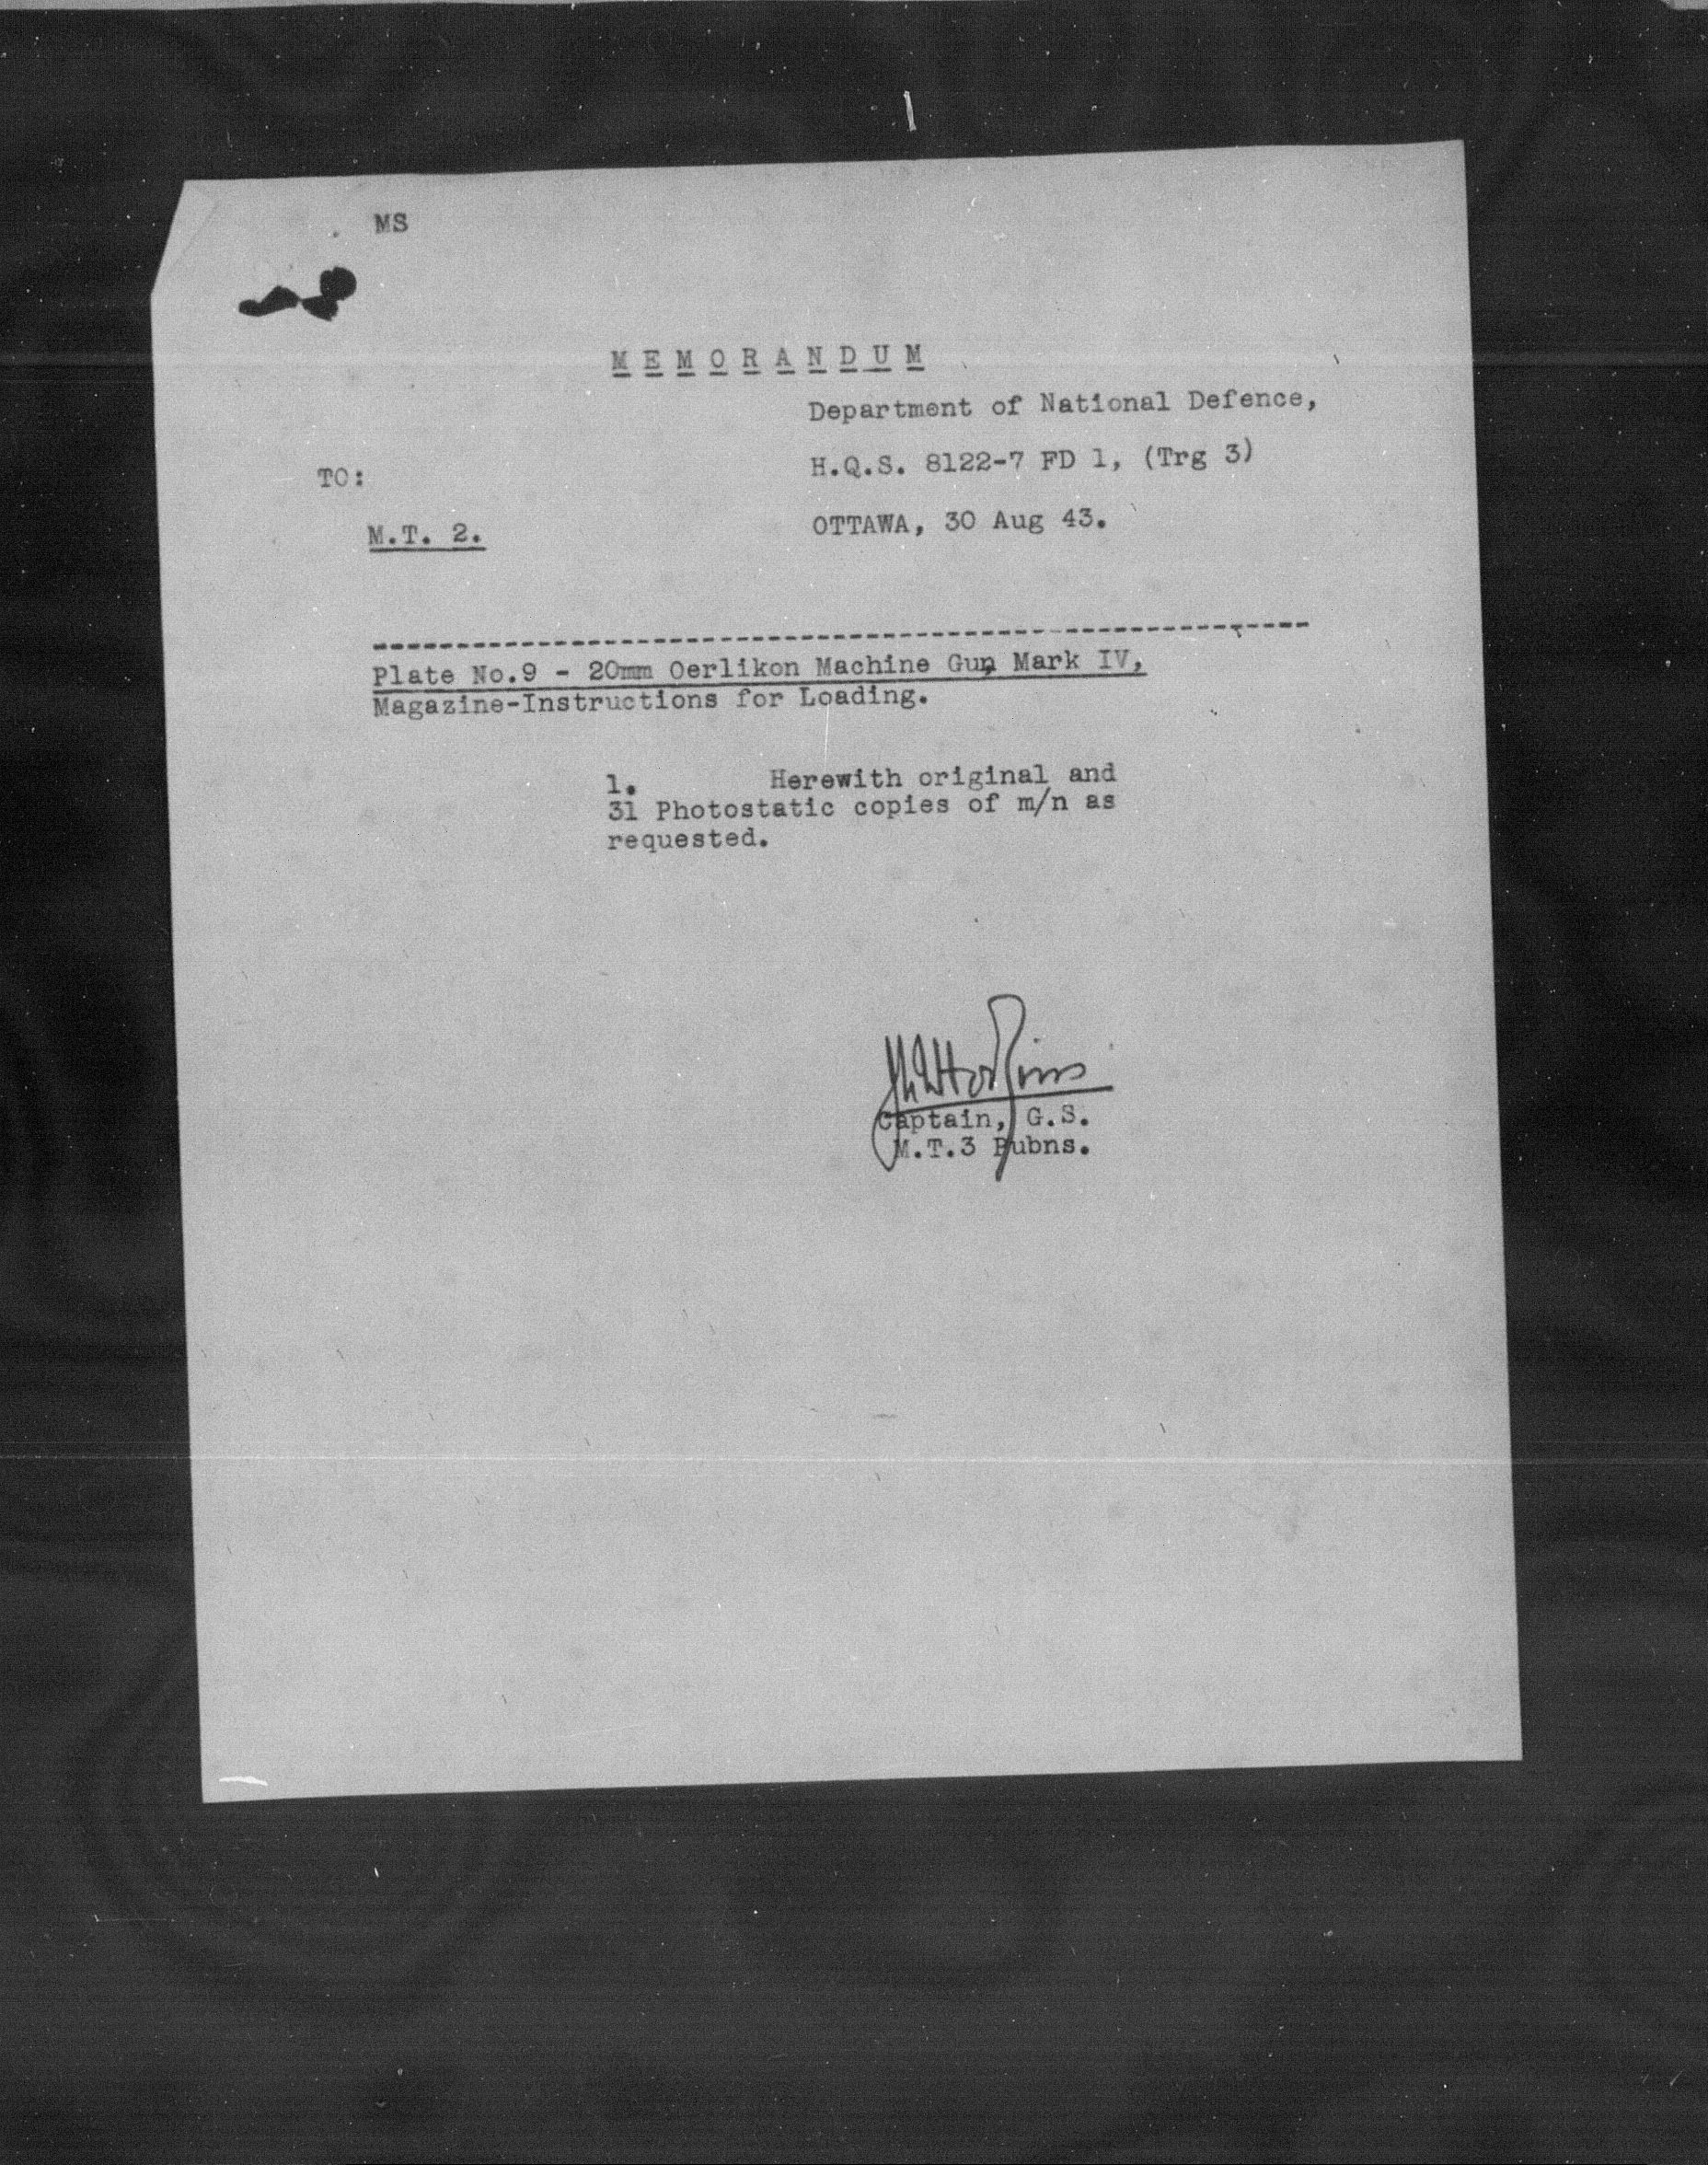 MS
M E M O R A N D U M
Department of National Defence,
H.Q.S. 8122-7 FD 1, (Trg 3)
TO:
OTTAWA, 30 Aug 43.
M.T. 2.
Plate No.9 - 20mm Oerlikon Machine Gun, Mark IV,
Magazine-Instructions for Loading.
1. Herewith original and
31 Photostatic copies of m/n as
requested.
Captain, G.S.
M.T.3 Pubns.